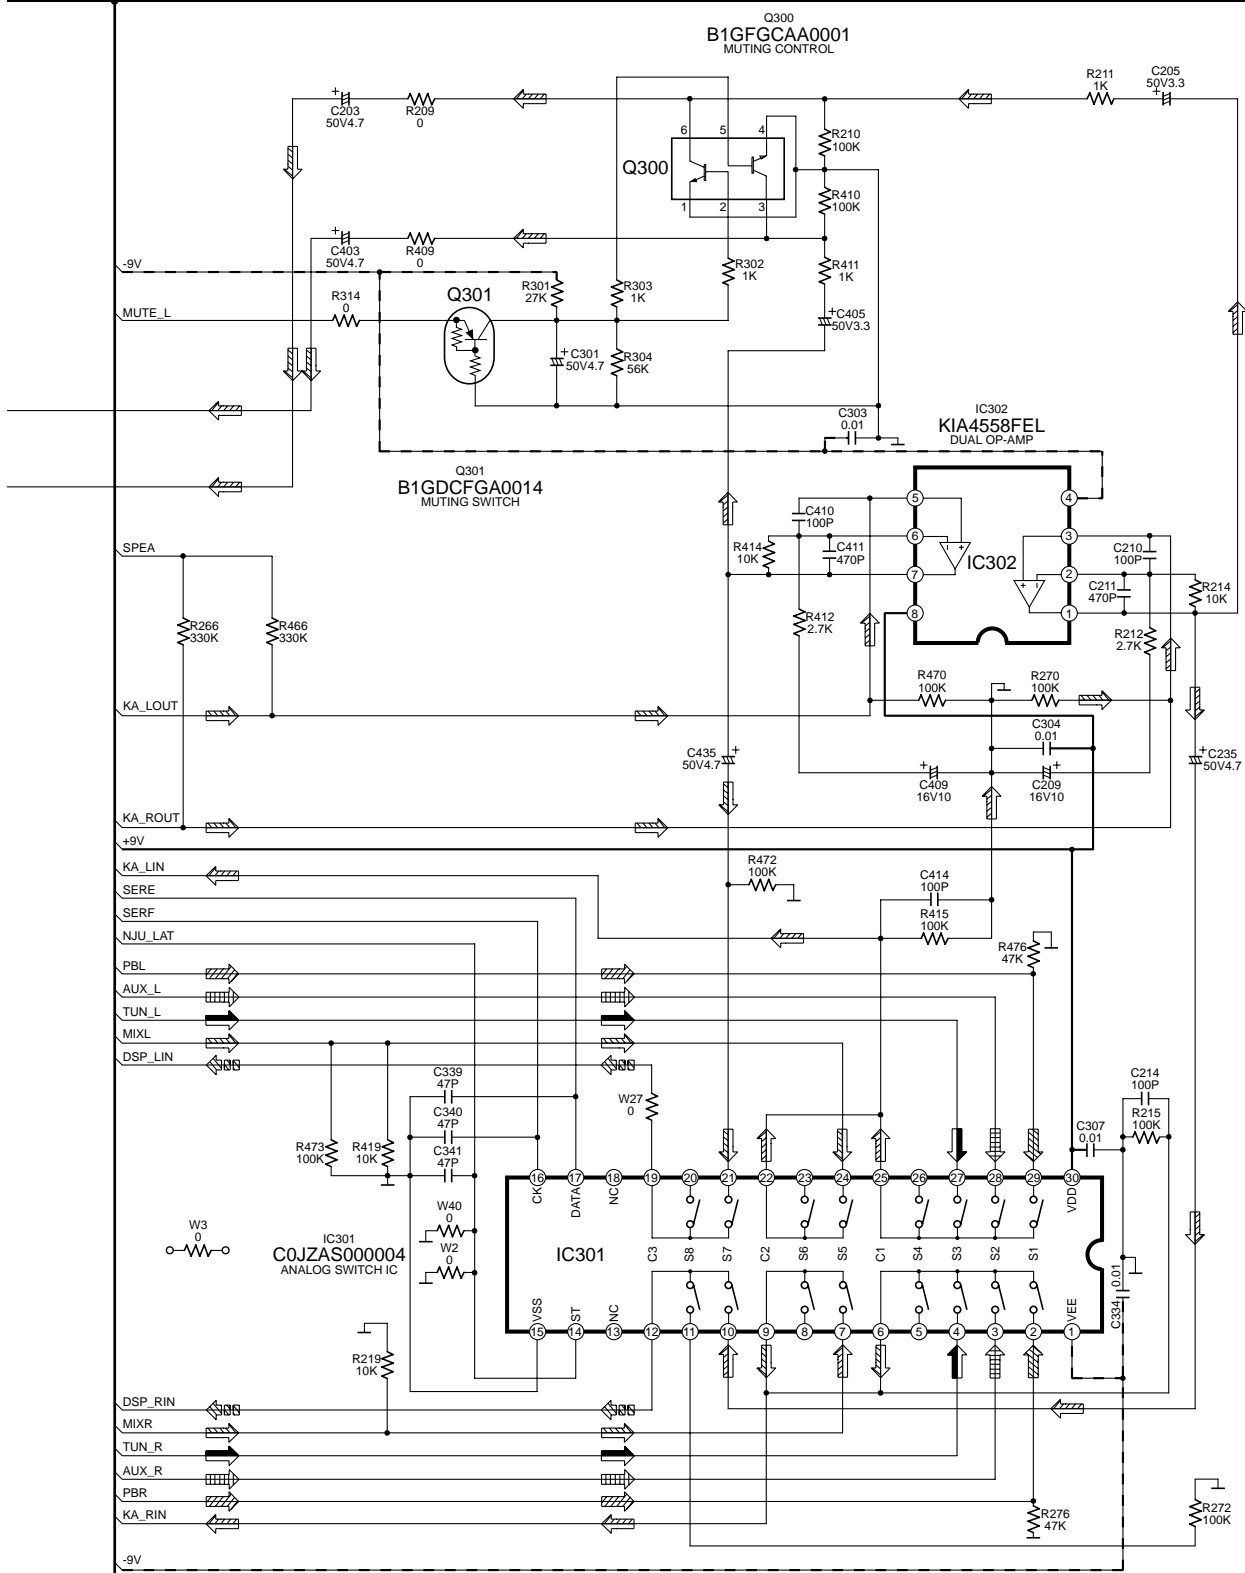 Q300
B1GFGCAA0001
MUTING CONTROL
+
C203
50V4.7
R209
0
R211
1K
C205
50V3.3
+
6 5 4
Q300
1 2 3
R210
100K
R410
100K
+
C403
50V4.7
R409
0
-9V
R302
1K
R411
1K
R301
27K
R303
1K
R314
0
Q301
MUTE_L
+
C405
50V3.3
+
C301
50V4.7
R304
56K
C303
0.01
IC302
KIA4558FEL
DUAL OP-AMP
Q301
B1GDCFGA0014
MUTING SWITCH
5 4
C410
100P
SPEA
R414
10K
C411
470P
6 3
- +
IC302
C210
100P
7 2
+ -
C211
470P
R214
10K
8 1
R266
330K
R466
330K
R412
2.7K
R212
2.7K
R470
100K
R270
100K
KA_LOUT
C304
0.01
C435
50V4.7
+
+
C235
50V4.7
+
C409
16V10
+
C209
16V10
KA_ROUT
+9V
KA_LIN
R472
100K
C414
100P
SERE
SERF
R415
100K
NJU_LAT
R476
47K
PBL
AUX_L
TUN_L
MIXL
DSP_LIN
C339
47P
W27
0
C214
100P
C340
47P
R215
100K
C307
0.01
R473
100K
R419
10K
C341
47P
16 17 18 19 20 21 22 23 24 25 26 27 28 29 30
CK DATA NC VDD
W40
0
W3
0
IC301
C0JZAS000004
ANALOG SWITCH IC
W2
0
IC301
C3 S8 S7 C2 S6 S5 C1 S4 S3 S2 S1
VSS ST NC VEE
C334 0.01
15 14 13 12 11 10 9 8 7 6 5 4 3 2 1
R219
10K
DSP_RIN
MIXR
TUN_R
AUX_R
PBR
KA_RIN
R276
47K
R272
100K
-9V